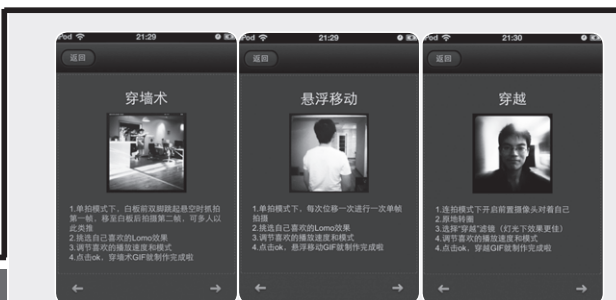 Pod 21:29
返回
穿墙术
1.单拍模式下，白板前双脚跳起悬空时抓拍
第一帧，移至白板后拍摄第二帧，可多人以
此类推
2.挑选自己喜欢的Lomo效果
3.调节喜欢的播放速度和模式
4.点击ok，穿墙术GIF就制作完成啦
Pod 21:29
返回
悬浮移动
1.单拍模式下，每次位移一次进行一次单帧
拍摄
2.挑选自己喜欢的Lomo效果
3.调节喜欢的播放速度和模式
4.点击ok，悬浮移动GIF就制作完成啦
Pod 21:30
返回
穿越
1.连拍模式下开启前置摄像头对着自己
2.原地转圈
3.选择“穿越”滤镜（灯光下效果更佳）
4.调节喜欢的播放速度和模式
4.点击ok，穿越GIF就制作完成啦